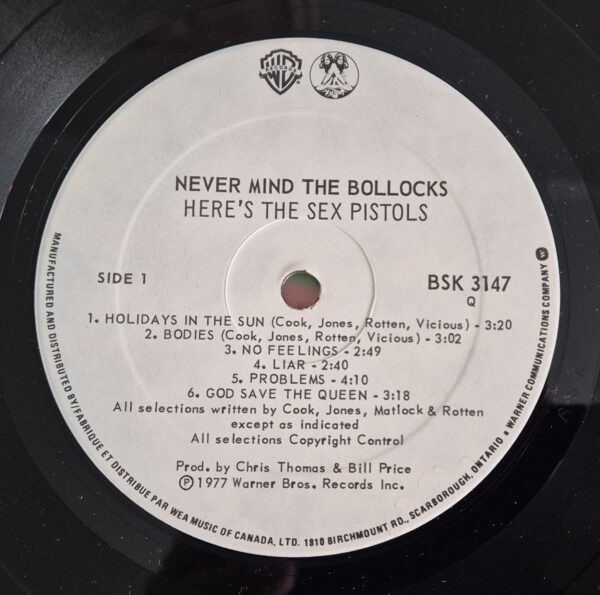 WB RECORDS
NEVER MIND THE BOLLOCKS
HERE'S THE SEX PISTOLS
SIDE 1
BSK 3147
Q
1. HOLIDAYS IN THE SUN (Cook, Jones, Rotten, Vicious) - 3:20
2. BODIES (Cook, Jones, Rotten, Vicious) - 3:02
3. NO FEELINGS - 2:49
4. LIAR - 2:40
5. PROBLEMS - 4:10
6. GOD SAVE THE QUEEN - 3:18
All selections written by Cook, Jones, Matlock & Rotten
except as indicated
All selections Copyright Control
Prod. by Chris Thomas & Bill Price
℗ 1977 Warner Bros. Records Inc.
MANUFACTURED AND DISTRIBUTED BY/FABRIQUE ET DISTRIBUE PAR WEA MUSIC OF CANADA, LTD. 1810 BIRCHMOUNT RD., SCARBOROUGH, ONTARIO • A WARNER COMMUNICATIONS COMPANY